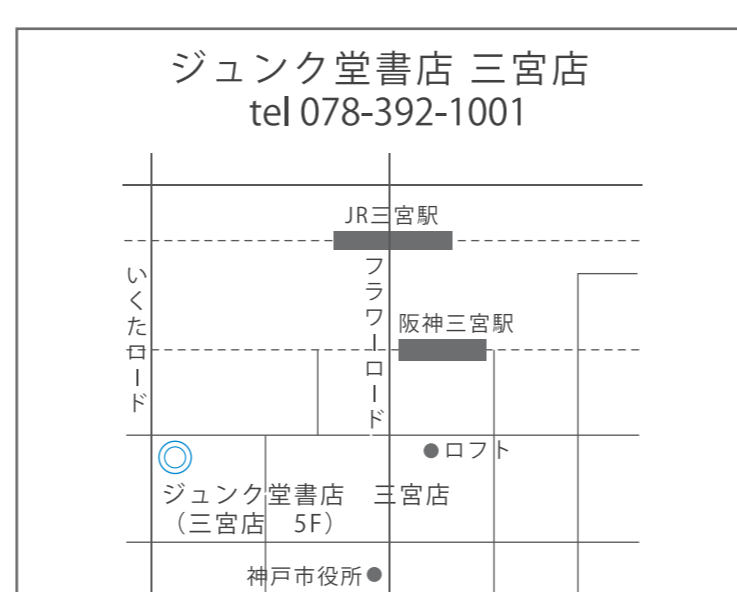 ジュンク堂書店 三宮店
tel 078-392-1001
JR三宮駅
いくたロード
フラワーロード
阪神三宮駅
ロフト
ジュンク堂書店　三宮店
（三宮店　5F）
神戸市役所